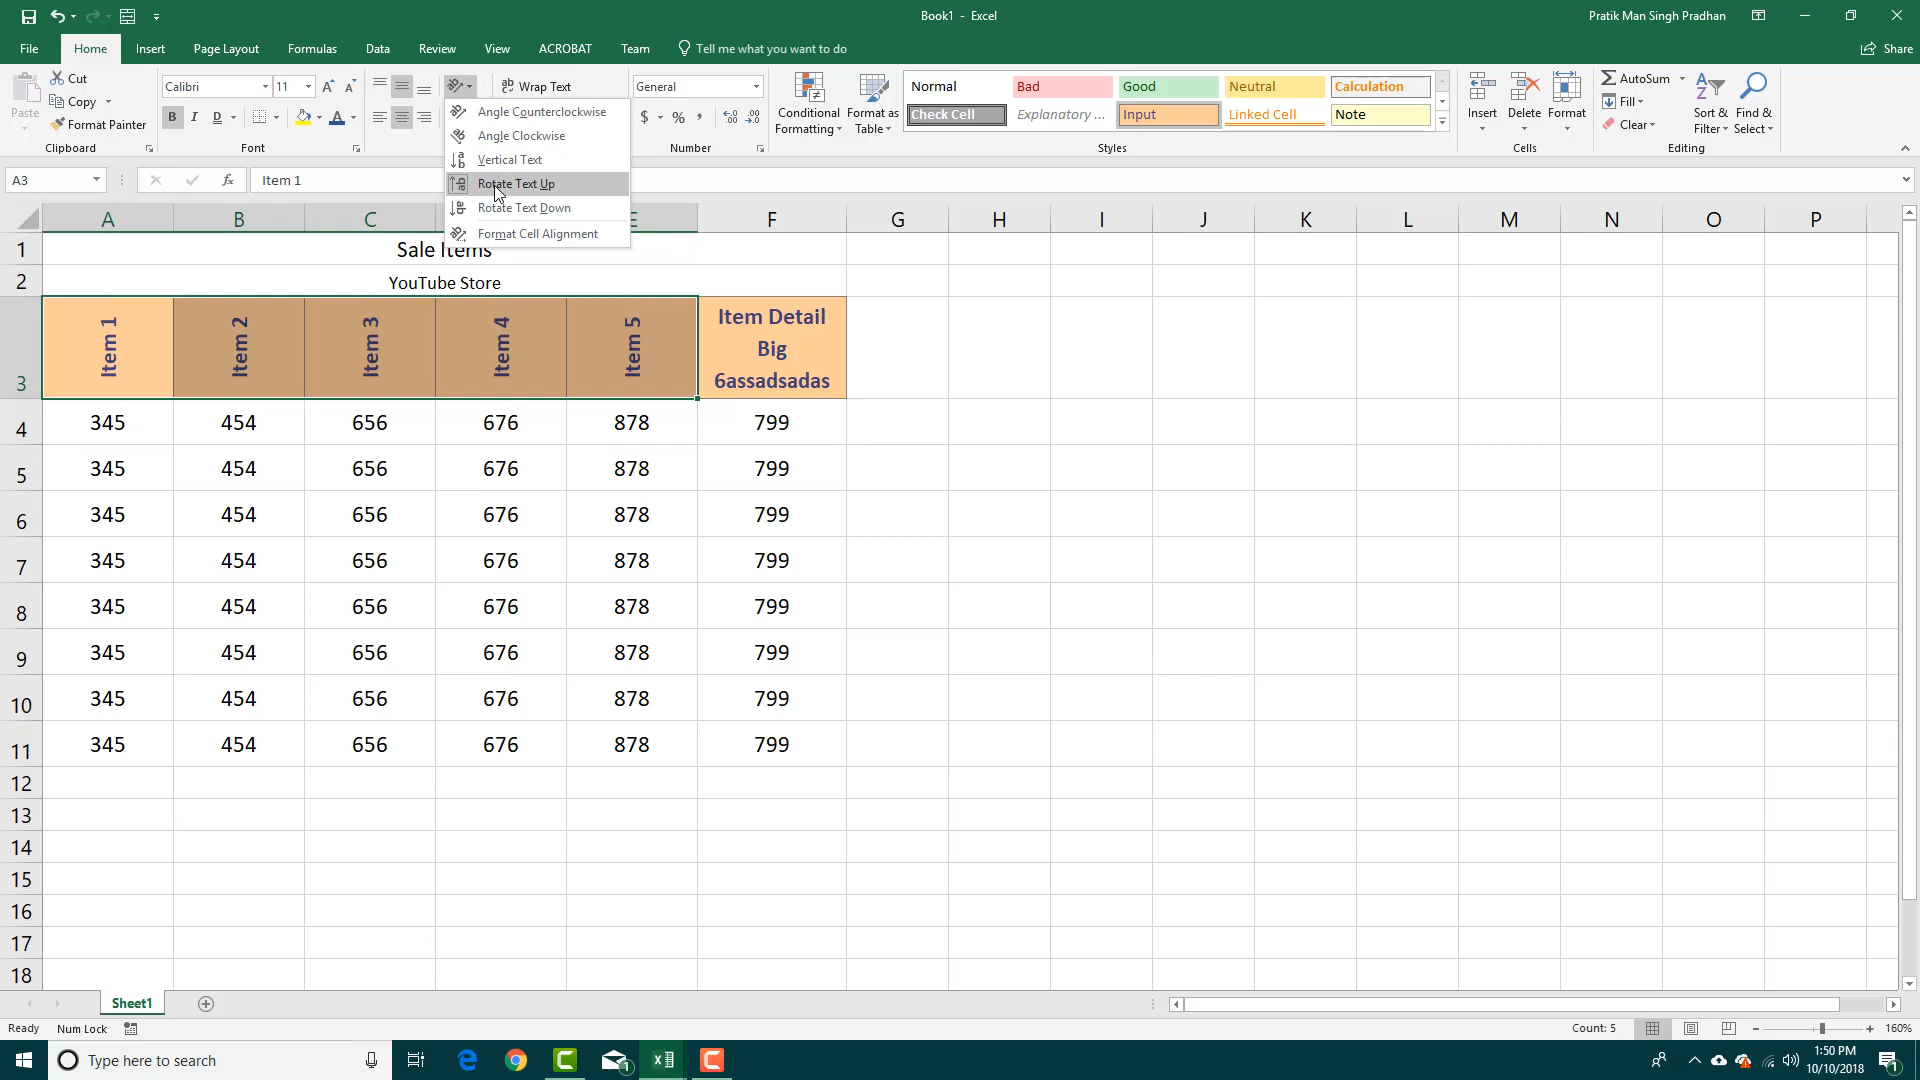 Book1 - Excel
Pratik Man Singh Pradhan
File Home Insert Page Layout Formulas Data Review View ACROBAT Team Tell me what you want to do Share
Paste
Cut
Copy
Format Painter
Clipboard
Calibri 11
B I D A
Font
Wrap Text
Angle Counterclockwise
Angle Clockwise
Vertical Text
Rotate Text Up
Rotate Text Down
Format Cell Alignment
General
$ % ,
Number
Conditional Formatting
Format as Table
Normal Bad Good Neutral Calculation
Check Cell Explanatory ... Input Linked Cell Note
Styles
Insert Delete Format
Cells
AutoSum
Fill
Clear
Sort & Filter
Find & Select
Editing
A3 fx Item 1
A B C E F G H I J K L M N O P
1 Sale Items
2 YouTube Store
3 Item 1 Item 2 Item 3 Item 4 Item 5 Item Detail Big 6assadsadas
4 345 454 656 676 878 799
5 345 454 656 676 878 799
6 345 454 656 676 878 799
7 345 454 656 676 878 799
8 345 454 656 676 878 799
9 345 454 656 676 878 799
10 345 454 656 676 878 799
11 345 454 656 676 878 799
12
13
14
15
16
17
18
Sheet1
Ready Num Lock Count: 5 160%
Type here to search
1:50 PM
10/10/2018